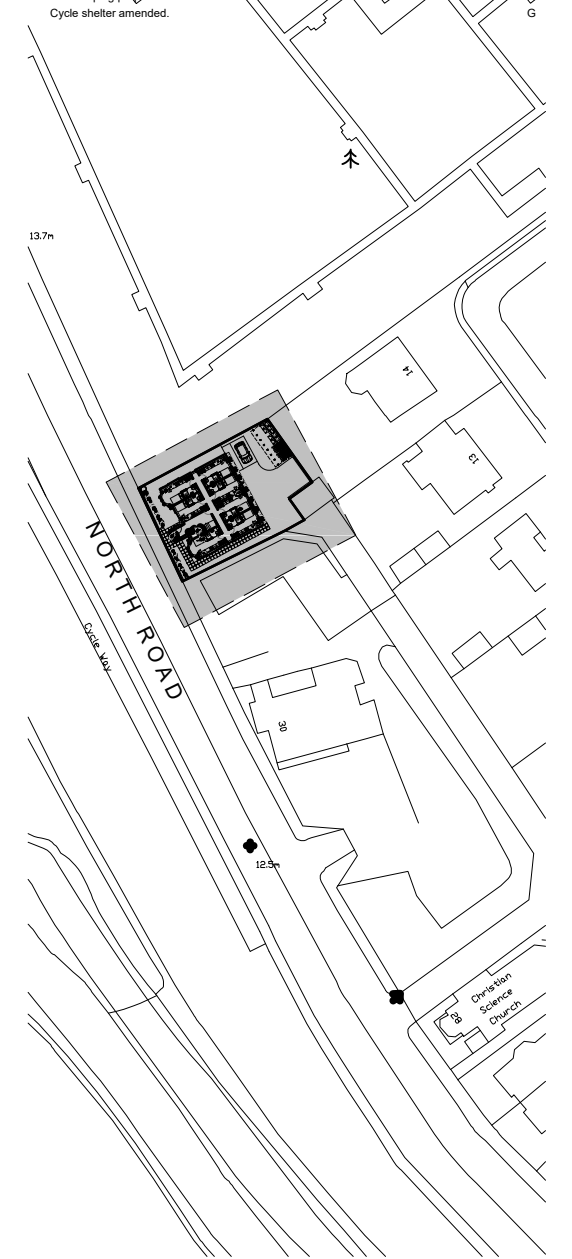 Cycle shelter amended.
G
13.7m
14
13
NORTH ROAD
Cycle Way
30
12.5m
Christian
Science
Church
28